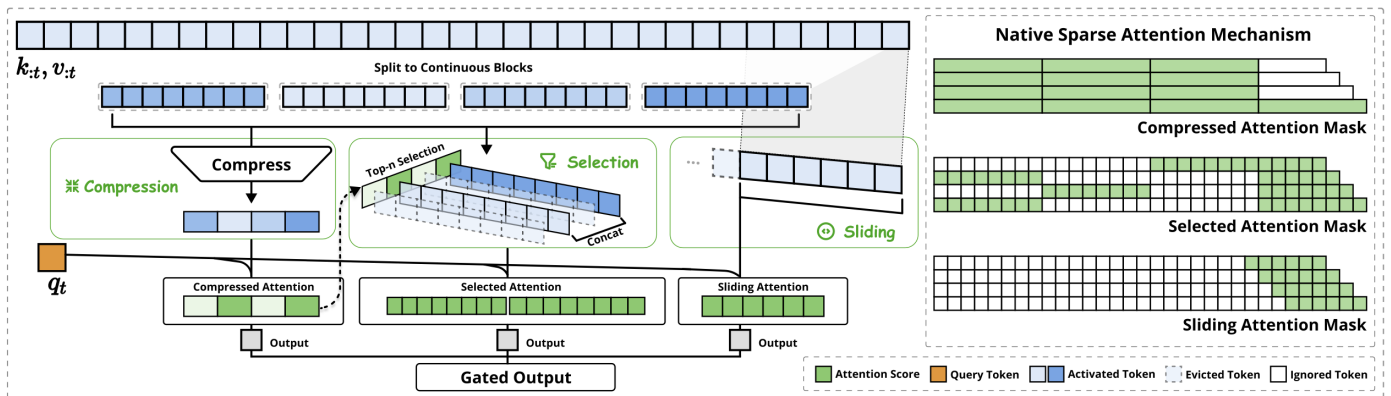 k:t, v:t
Split to Continuous Blocks
Compress
Compression
Top-n Selection
Selection
Concat
...
Sliding
qt
Compressed Attention
Selected Attention
Sliding Attention
Output
Output
Output
Gated Output
Native Sparse Attention Mechanism
Compressed Attention Mask
Selected Attention Mask
Sliding Attention Mask
Attention Score
Query Token
Activated Token
Evicted Token
Ignored Token